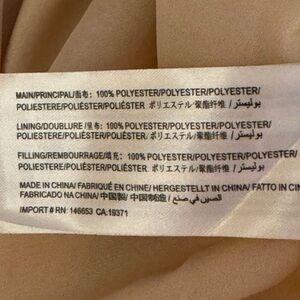 MAIN/PRINCIPAL/面布: 100% POLYESTER/POLYESTER/POLYESTER/
POLIESTERE/POLIÉSTER/POLIÉSTER ポリエステル/聚酯纤维/ بوليستر
LINING/DOUBLURE/里布: 100% POLYESTER/POLYESTER/POLYESTER/
POLIESTERE/POLIÉSTER/POLIÉSTER ポリエステル/聚酯纤维/ بوليستر
FILLING/REMBOURRAGE/填充: 100% POLYESTER/POLYESTER/POLYESTER/
POLIESTERE/POLIÉSTER/POLIÉSTER ポリエステル/聚酯纤维/ بوليستر
MADE IN CHINA/ FABRIQUÉ EN CHINE/ HERGESTELLT IN CHINA/ FATTO IN CIN
FABRICADO NA CHINA/ 中国製/ 中国制造/ الصين في صنع/
IMPORT # RN: 146653 CA:19371